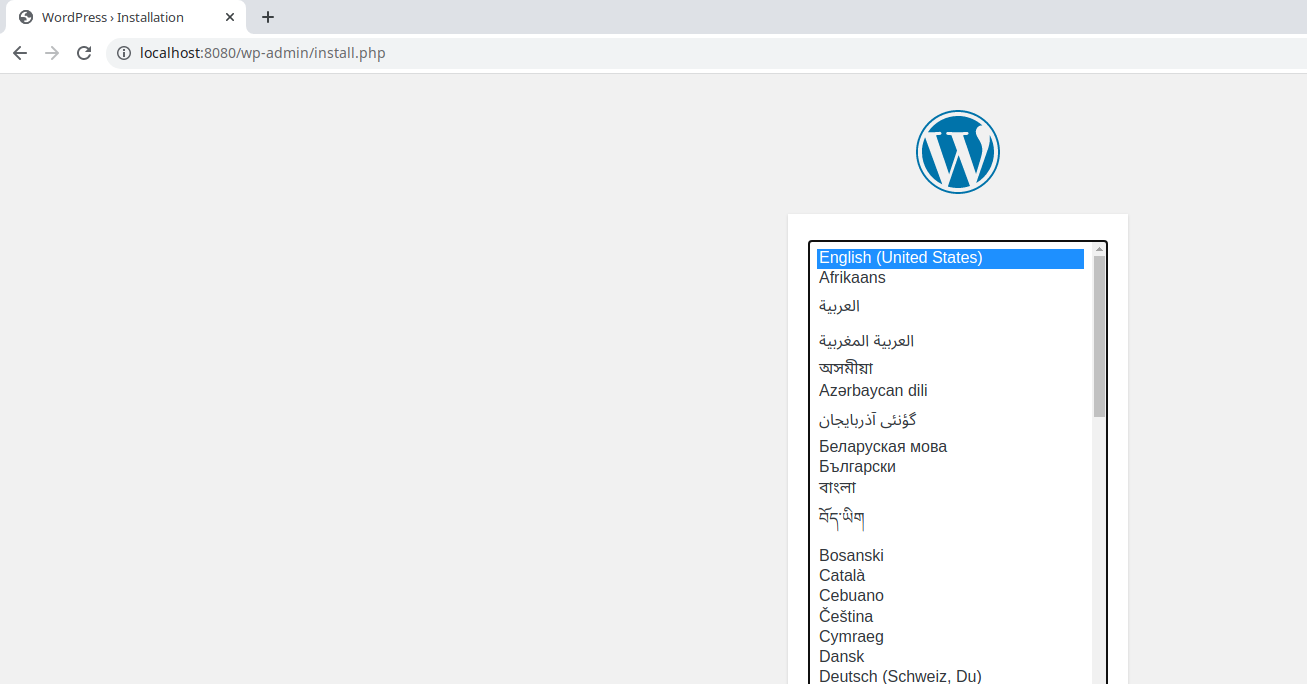 WordPress › Installation
localhost:8080/wp-admin/install.php
English (United States)
Afrikaans
العربية
العربية المغربية
অসমীয়া
Azərbaycan dili
گؤنئی آذربایجان
Беларуская мова
Български
বাংলা
བོད་ཡིག
Bosanski
Català
Cebuano
Čeština
Cymraeg
Dansk
Deutsch (Schweiz, Du)